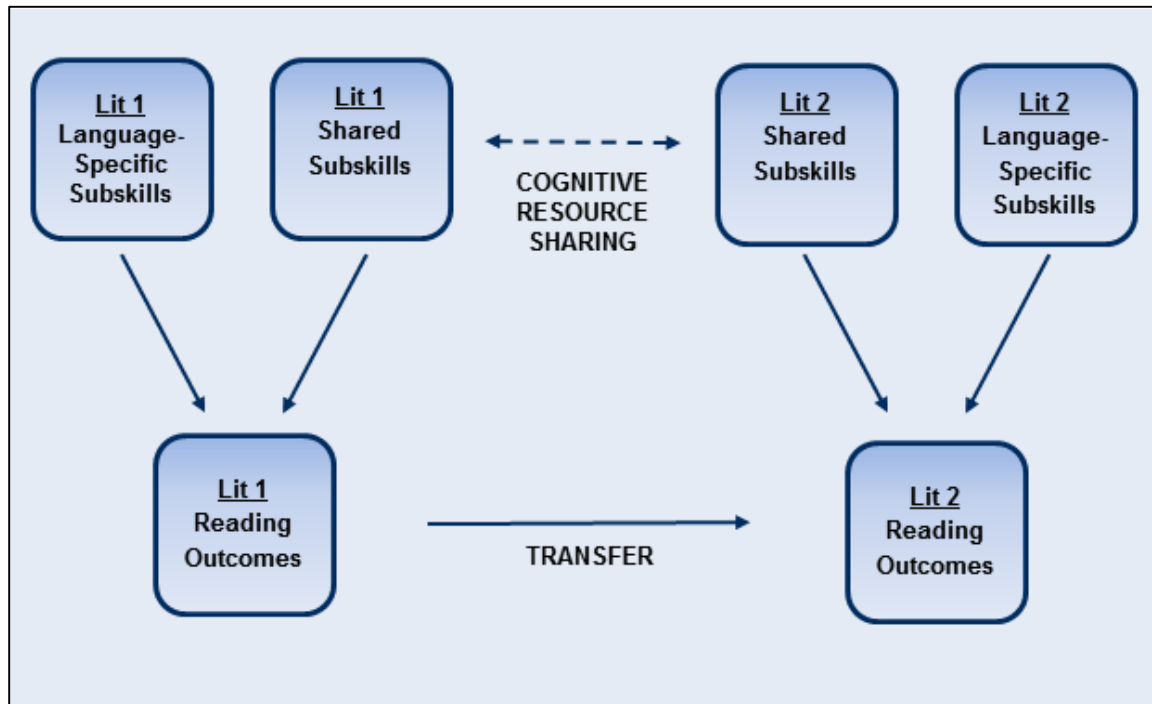 Lit 1
Language-
Specific
Subskills
Lit 1
Shared
Subskills
COGNITIVE
RESOURCE
SHARING
Lit 2
Shared
Subskills
Lit 2
Language-
Specific
Subskills
Lit 1
Reading
Outcomes
TRANSFER
Lit 2
Reading
Outcomes